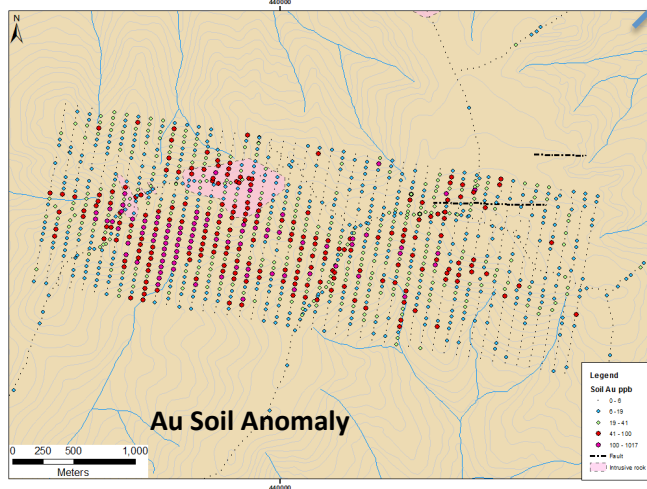 440000
N
Au Soil Anomaly
0 250 500 1,000
Meters
Legend
Soil Au ppb
0 - 6
6 - 19
19 - 41
41 - 100
100 - 1017
Fault
Intrusive rock
440000